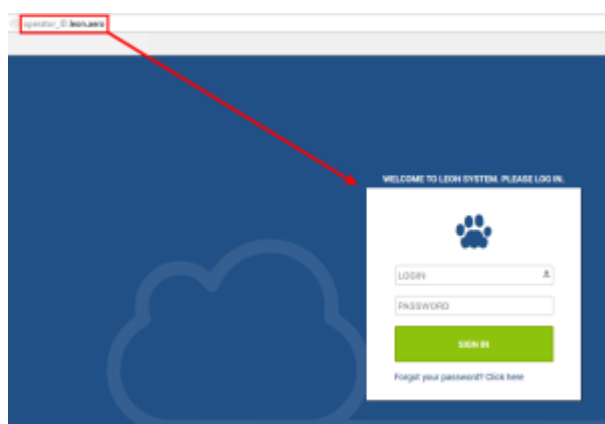 operator_ID.leon.aero
WELCOME TO LEON SYSTEM. PLEASE LOG IN.
LOGIN
PASSWORD
SIGN IN
Forgot your password? Click here